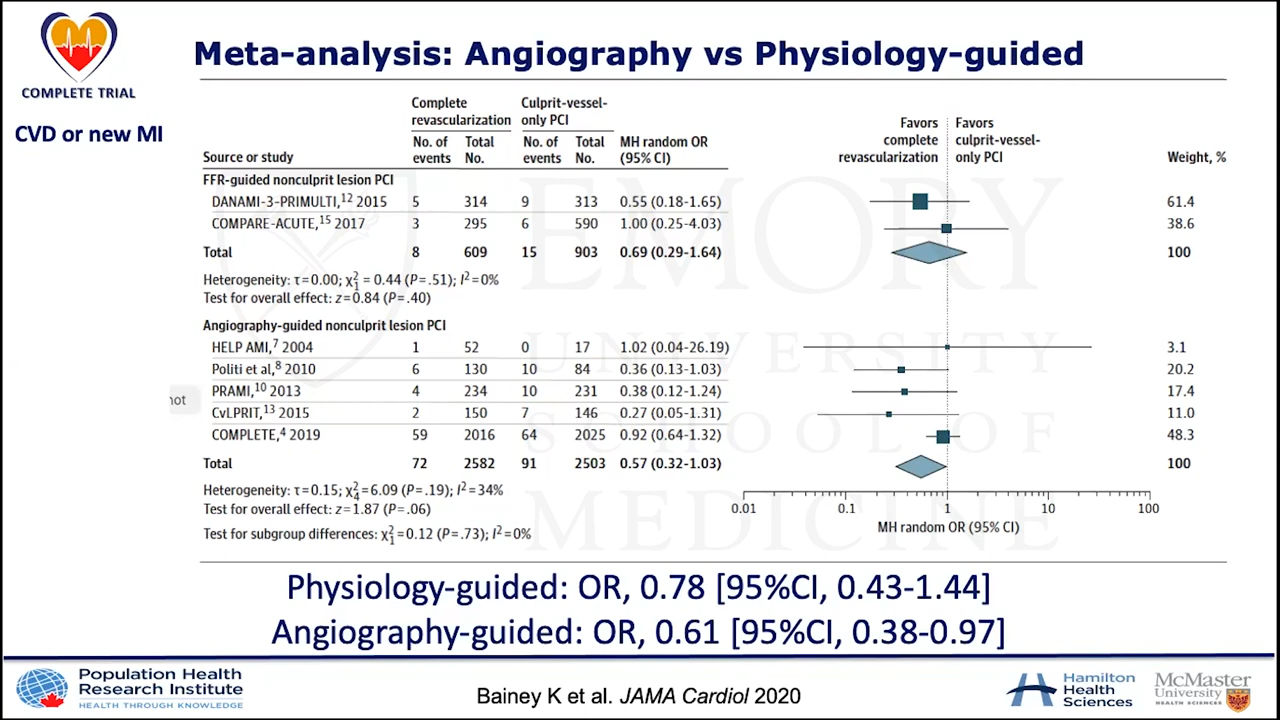 Meta-analysis: Angiography vs Physiology-guided
COMPLETE TRIAL
CVD or new MI
Complete revascularization
Culprit-vessel-only PCI
Favors complete revascularization
Favors culprit-vessel-only PCI
Source or study
No. of events
Total No.
No. of events
Total No.
MH random OR (95% CI)
Weight, %
FFR-guided nonculprit lesion PCI
DANAMI-3-PRIMULTI,12 2015 5 314 9 313 0.55 (0.18-1.65) 61.4
COMPARE-ACUTE,15 2017 3 295 6 590 1.00 (0.25-4.03) 38.6
Total 8 609 15 903 0.69 (0.29-1.64) 100
Heterogeneity: τ=0.00; χ²₁ = 0.44 (P=.51); I²=0%
Test for overall effect: z=0.84 (P=.40)
Angiography-guided nonculprit lesion PCI
HELP AMI,7 2004 1 52 0 17 1.02 (0.04-26.19) 3.1
Politi et al,8 2010 6 130 10 84 0.36 (0.13-1.03) 20.2
PRAMI,10 2013 4 234 10 231 0.38 (0.12-1.24) 17.4
CvLPRIT,13 2015 2 150 7 146 0.27 (0.05-1.31) 11.0
COMPLETE,4 2019 59 2016 64 2025 0.92 (0.64-1.32) 48.3
Total 72 2582 91 2503 0.57 (0.32-1.03) 100
Heterogeneity: τ=0.15; χ²₄=6.09 (P=.19); I²=34%
Test for overall effect: z=1.87 (P=.06)
Test for subgroup differences: χ²₁=0.12 (P=.73); I²=0%
0.01 0.1 1 10 100
MH random OR (95% CI)
not
EMORY
UNIVERSITY
SCHOOL OF
MEDICINE
Physiology-guided: OR, 0.78 [95%CI, 0.43-1.44]
Angiography-guided: OR, 0.61 [95%CI, 0.38-0.97]
Population Health
Research Institute
HEALTH THROUGH KNOWLEDGE
Bainey K et al. JAMA Cardiol 2020
Hamilton
Health
Sciences
McMaster
University
HEALTH SCIENCES